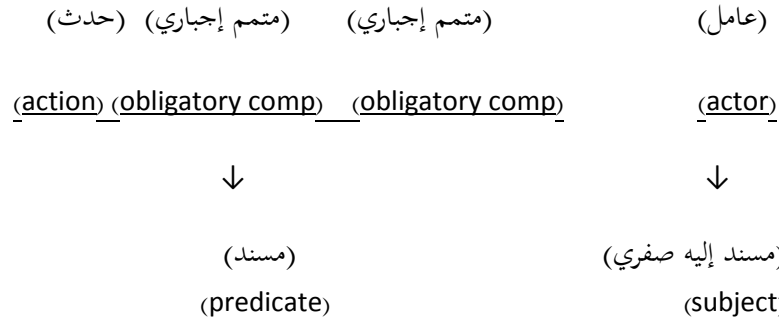 (عامل) (متمم إجباري) (متمم إجباري) (حدث)
(action) (obligatory comp) (obligatory comp) (actor)
↓ ↓
(مسند إليه صفري) (مسند)
(predicate) (subject)